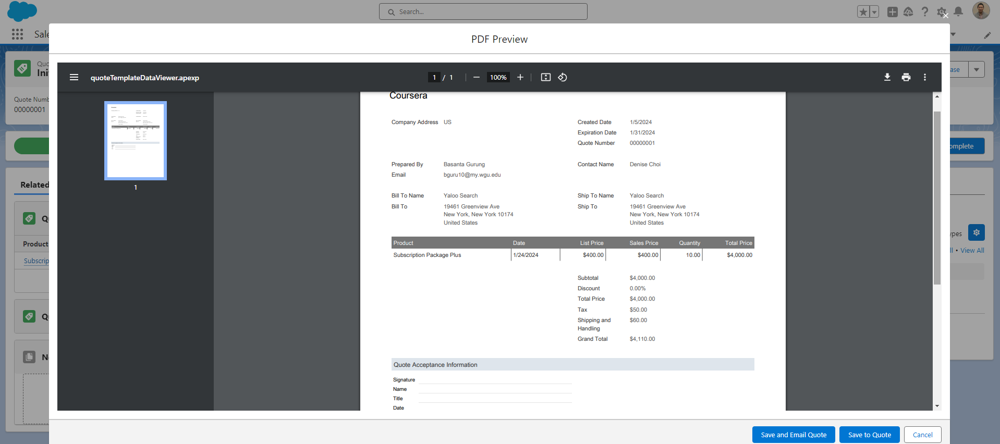 Search...
Sale
PDF Preview
Quo
Ini
ase
Quote Numb
00000001
omplete
Related
Q
Product
Subscrip
Q
N
ypes
ll • View All
quoteTemplateDataViewer.apexp
1 / 1
100%
1
Coursera
Company Address US
Created Date 1/5/2024
Expiration Date 1/31/2024
Quote Number 00000001
Prepared By Basanta Gurung
Contact Name Denise Choi
Email bguru10@my.wgu.edu
Bill To Name Yaloo Search
Ship To Name Yaloo Search
Bill To 19461 Greenview Ave
New York, New York 10174
United States
Ship To 19461 Greenview Ave
New York, New York 10174
United States
Product Date List Price Sales Price Quantity Total Price
Subscription Package Plus 1/24/2024 $400.00 $400.00 10.00 $4,000.00
Subtotal $4,000.00
Discount 0.00%
Total Price $4,000.00
Tax $50.00
Shipping and Handling $60.00
Grand Total $4,110.00
Quote Acceptance Information
Signature
Name
Title
Date
Save and Email Quote
Save to Quote
Cancel